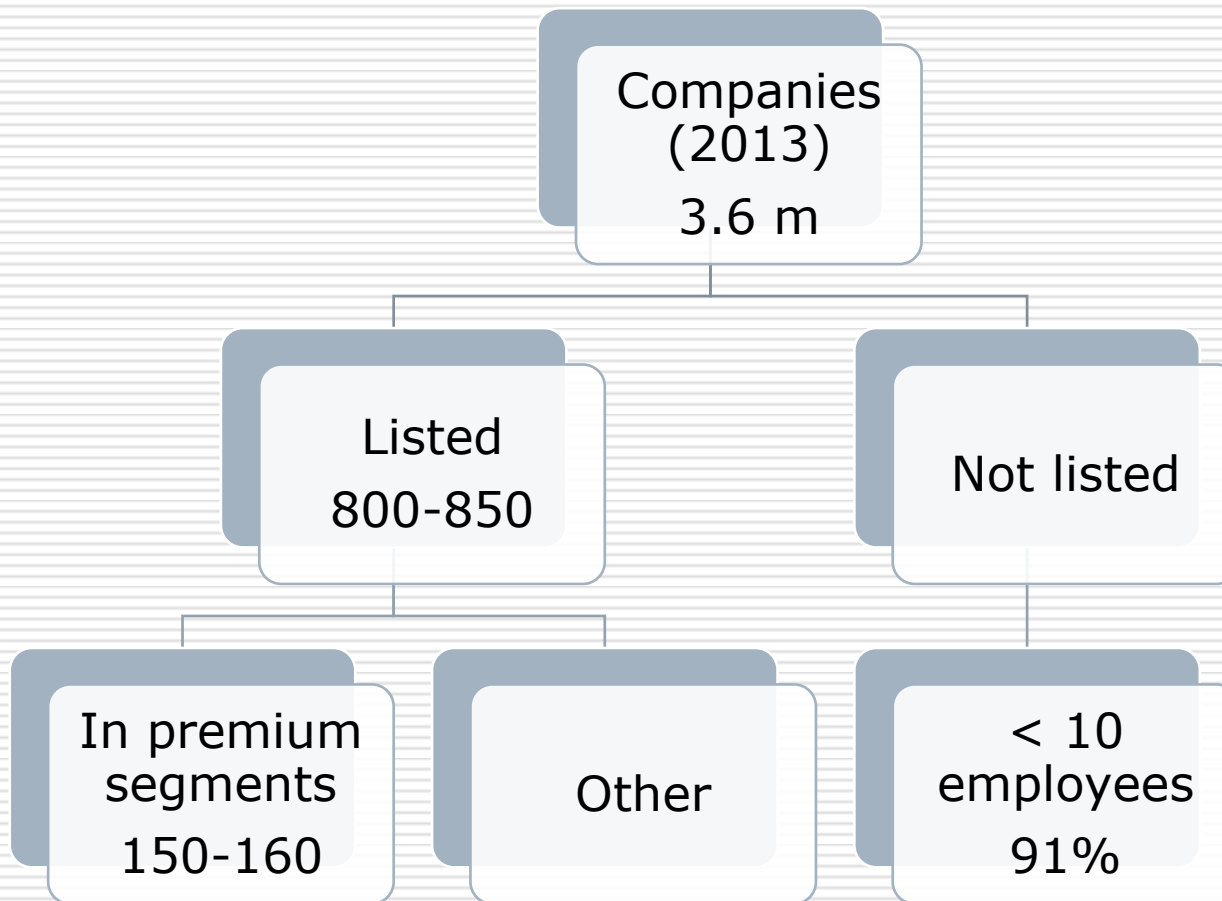 Companies
(2013)
3.6 m
Listed
800-850
Not listed
In premium
segments
150-160
Other
< 10
employees
91%